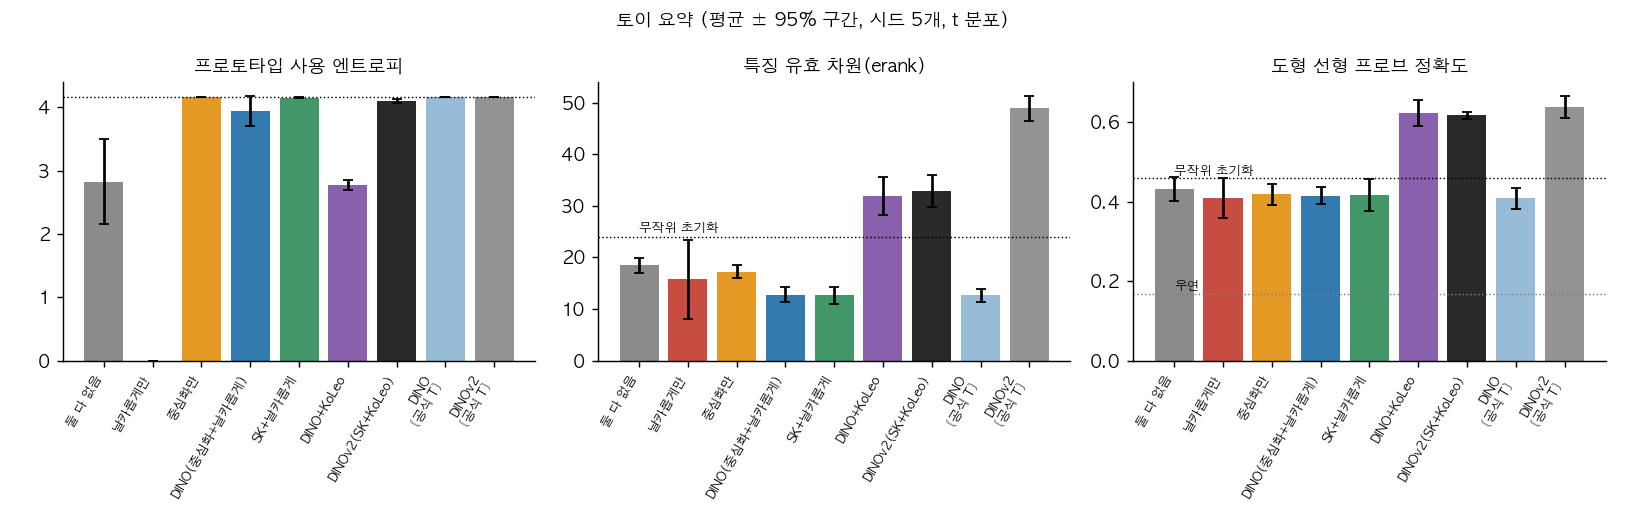 토이 요약 (평균 ± 95% 구간, 시드 5개, t 분포)
프로토타입 사용 엔트로피
4
3
2
1
0
둘 다 없음
날카롭게만
중심화만
DINO(중심화+날카롭게)
SK+날카롭게
DINO+KoLeo
DINOv2(SK+KoLeo)
DINO
(공식 T)
DINOv2
(공식 T)
특징 유효 차원(erank)
50
40
30
20
10
0
무작위 초기화
둘 다 없음
날카롭게만
중심화만
DINO(중심화+날카롭게)
SK+날카롭게
DINO+KoLeo
DINOv2(SK+KoLeo)
DINO
(공식 T)
DINOv2
(공식 T)
도형 선형 프로브 정확도
0.6
0.4
0.2
0.0
무작위 초기화
우연
둘 다 없음
날카롭게만
중심화만
DINO(중심화+날카롭게)
SK+날카롭게
DINO+KoLeo
DINOv2(SK+KoLeo)
DINO
(공식 T)
DINOv2
(공식 T)